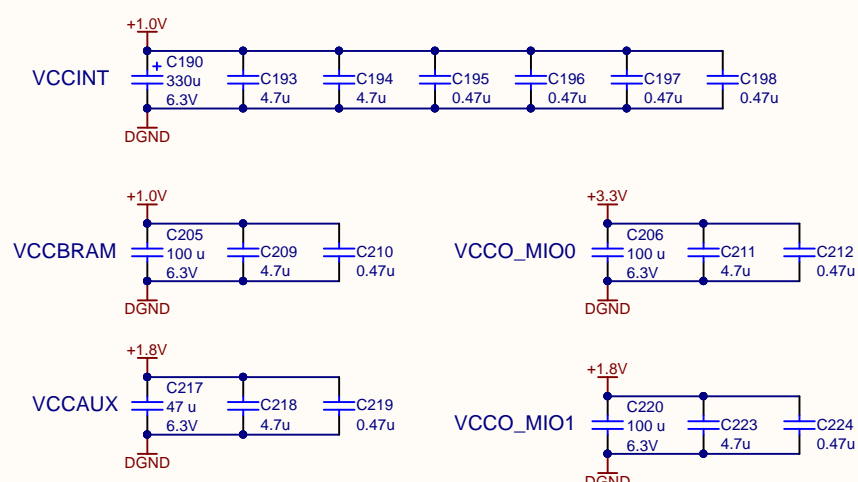 +1.0V
VCCINT
+
C190
330u
6.3V
C193
4.7u
C194
4.7u
C195
0.47u
C196
0.47u
C197
0.47u
C198
0.47u
DGND
+1.0V
VCCBRAM
C205
100 u
6.3V
C209
4.7u
C210
0.47u
DGND
+3.3V
VCCO_MIO0
C206
100 u
6.3V
C211
4.7u
C212
0.47u
DGND
+1.8V
VCCAUX
C217
47 u
6.3V
C218
4.7u
C219
0.47u
DGND
+1.8V
VCCO_MIO1
C220
100 u
6.3V
C223
4.7u
C224
0.47u
DGND